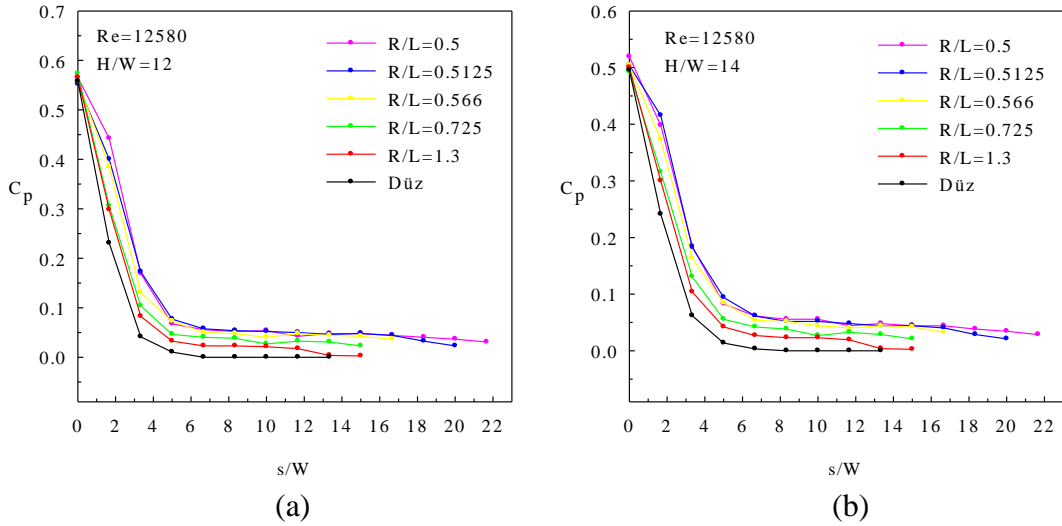 0.7
0.6
0.5
0.4
0.3
0.2
0.1
0.0
Cp
Re=12580
H/W=12
R/L=0.5
R/L=0.5125
R/L=0.566
R/L=0.725
R/L=1.3
Düz
0 2 4 6 8 10 12 14 16 18 20 22
s/W
(a)
0.6
0.5
0.4
0.3
0.2
0.1
0.0
Cp
Re=12580
H/W=14
R/L=0.5
R/L=0.5125
R/L=0.566
R/L=0.725
R/L=1.3
Düz
0 2 4 6 8 10 12 14 16 18 20 22
s/W
(b)